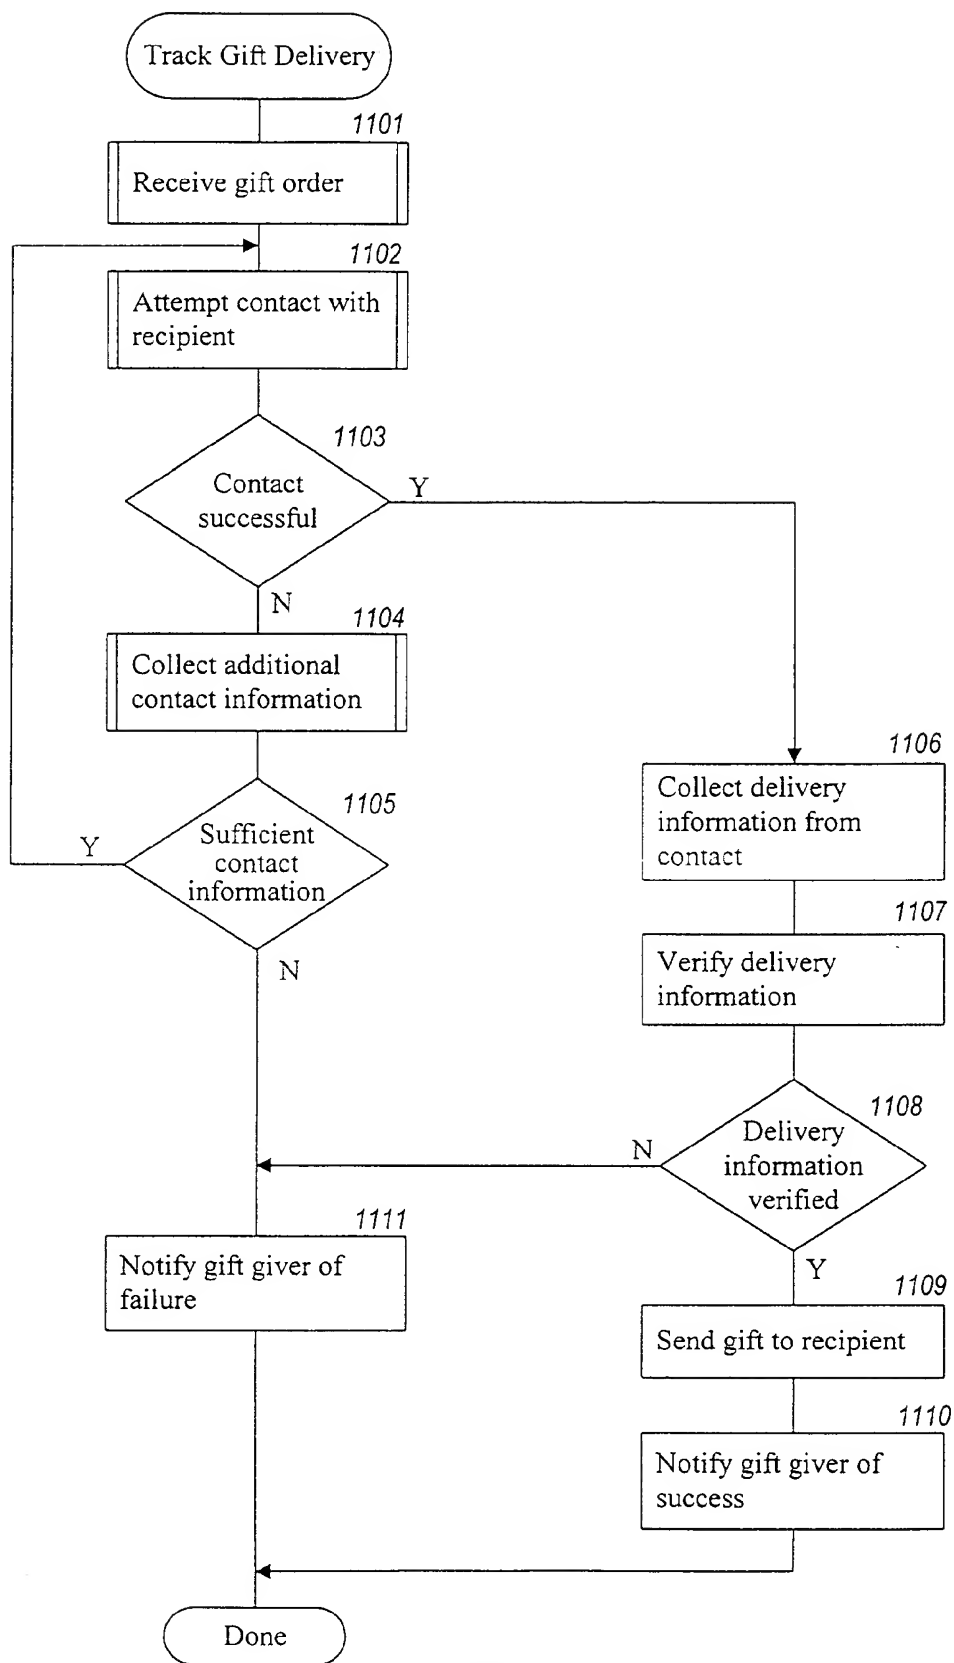 Track Gift Delivery
1101
Receive gift order
1102
Attempt contact with
recipient
1103
Contact
successful
Y
N
1104
Collect additional
contact information
1105
Sufficient
contact
information
Y
N
1106
Collect delivery
information from
contact
1107
Verify delivery
information
1108
Delivery
information
verified
N
Y
1109
Send gift to recipient
1110
Notify gift giver of
success
1111
Notify gift giver of
failure
Done